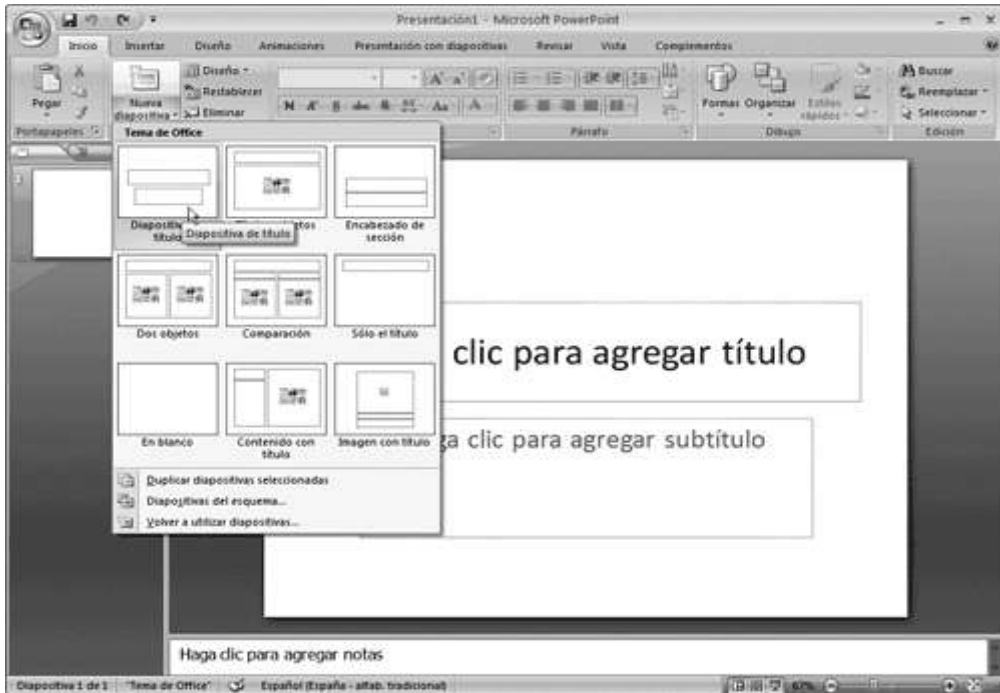 Presentación1 - Microsoft PowerPoint
Inicio Insertar Diseño Animaciones Presentación con diapositivas Revisar Vista Complementos
Pegar
Nueva diapositiva
Diseño
Restablecer
Eliminar
N K S abc S Aa A
Formas Organizar Estilos rápidos
Buscar
Reemplazar
Seleccionar
Portapapeles Párrafo Dibujo Edición
Tema de Office
Diapositiva de título
Encabezado de sección
Dos objetos
Comparación
Sólo el título
En blanco
Contenido con título
Imagen con título
Duplicar diapositivas seleccionadas
Diapositivas del esquema...
Volver a utilizar diapositivas...
clic para agregar título
clic para agregar subtítulo
Haga clic para agregar notas
Diapositiva 1 de 1 "Tema de Office" Español (España - alfab. tradicional) 67%